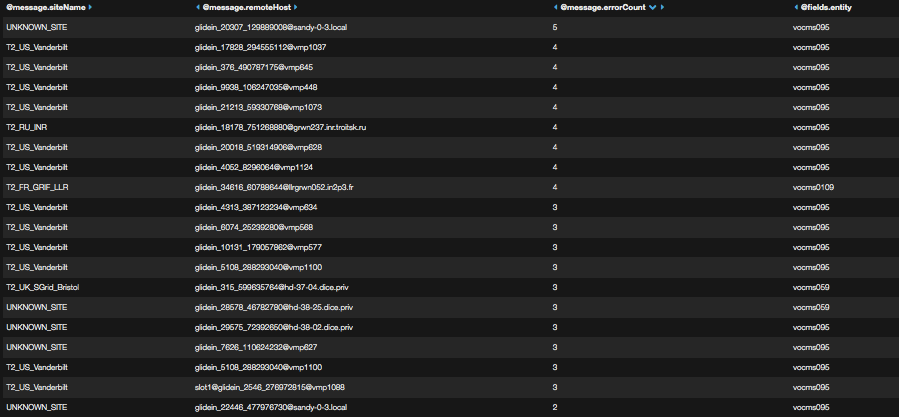 @message.siteName @message.remoteHost @message.errorCount @fields.entity
UNKNOWN_SITE glidein_20307_129889008@sandy-0-3.local 5 vocms095
T2_US_Vanderbilt glidein_17828_294555112@vmp1037 4 vocms095
T2_US_Vanderbilt glidein_376_490787175@vmp645 4 vocms095
T2_US_Vanderbilt glidein_9938_106247035@vmp448 4 vocms095
T2_US_Vanderbilt glidein_21213_59330768@vmp1073 4 vocms095
T2_RU_INR glidein_18178_751268880@grwn237.inr.troitsk.ru 4 vocms095
T2_US_Vanderbilt glidein_20018_519314906@vmp628 4 vocms095
T2_US_Vanderbilt glidein_4052_8296064@vmp1124 4 vocms095
T2_FR_GRIF_LLR glidein_34616_60788644@llrgrwn052.in2p3.fr 4 vocms0109
T2_US_Vanderbilt glidein_4313_387123234@vmp634 3 vocms095
T2_US_Vanderbilt glidein_6074_25239280@vmp568 3 vocms095
T2_US_Vanderbilt glidein_10131_179057862@vmp577 3 vocms095
T2_US_Vanderbilt glidein_5108_288293040@vmp1100 3 vocms095
T2_UK_SGrid_Bristol glidein_315_599635764@hd-37-04.dice.priv 3 vocms059
UNKNOWN_SITE glidein_28578_46782780@hd-38-25.dice.priv 3 vocms059
UNKNOWN_SITE glidein_29575_72392650@hd-38-02.dice.priv 3 vocms095
UNKNOWN_SITE glidein_7626_110624232@vmp627 3 vocms095
T2_US_Vanderbilt glidein_5108_288293040@vmp1100 3 vocms095
T2_US_Vanderbilt slot1@glidein_2546_276972815@vmp1088 3 vocms095
UNKNOWN_SITE glidein_22446_477976730@sandy-0-3.local 2 vocms095